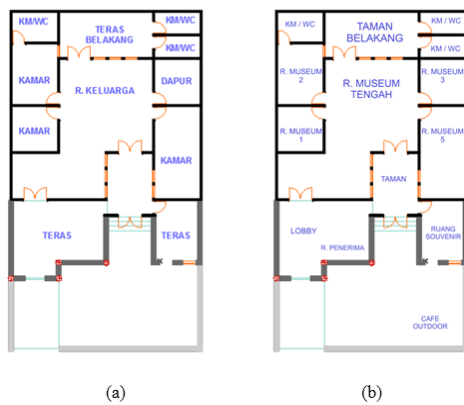 KM/WC
TERAS
BELAKANG
KM/WC
KM/WC
KAMAR
R. KELUARGA
DAPUR
KAMAR
KAMAR
TERAS
TERAS
(a)
KM / WC
TAMAN
BELAKANG
KM / WC
KM / WC
R. MUSEUM
2
R. MUSEUM
TENGAH
R. MUSEUM
3
R. MUSEUM
1
R. MUSEUM
5
TAMAN
LOBBY
R. PENERIMA
RUANG
SOUVENIR
CAFE
OUTDOOR
(b)